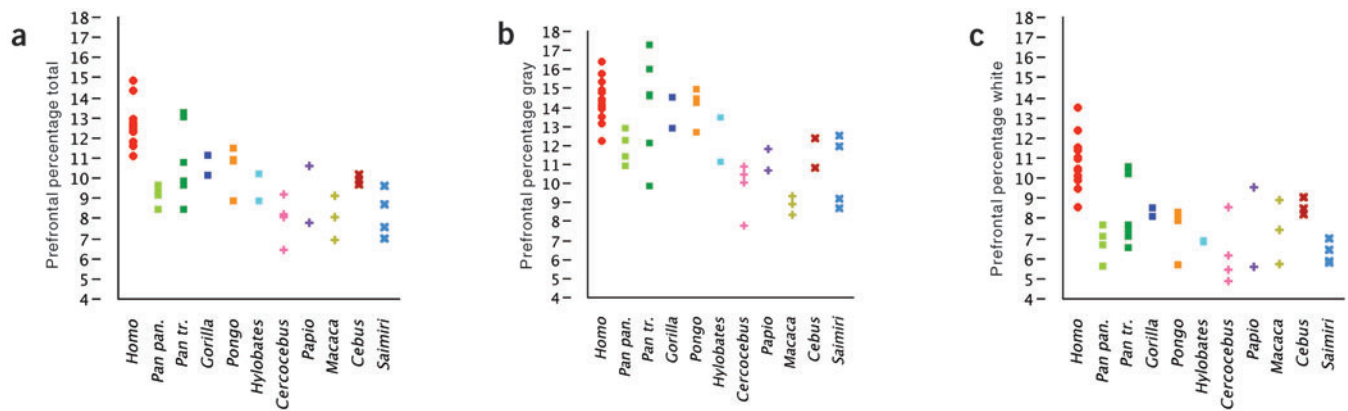 a
Prefrontal percentage total
18
17
16
15
14
13
12
11
10
9
8
7
6
5
4
Homo
Pan pan.
Pan tr.
Gorilla
Pongo
Hylobates
Cercocebus
Papio
Macaca
Cebus
Saimiri
b
Prefrontal percentage gray
18
17
16
15
14
13
12
11
10
9
8
7
6
5
4
Homo
Pan pan.
Pan tr.
Gorilla
Pongo
Hylobates
Cercocebus
Papio
Macaca
Cebus
Saimiri
c
Prefrontal percentage white
18
17
16
15
14
13
12
11
10
9
8
7
6
5
4
Homo
Pan pan.
Pan tr.
Gorilla
Pongo
Hylobates
Cercocebus
Papio
Macaca
Cebus
Saimiri